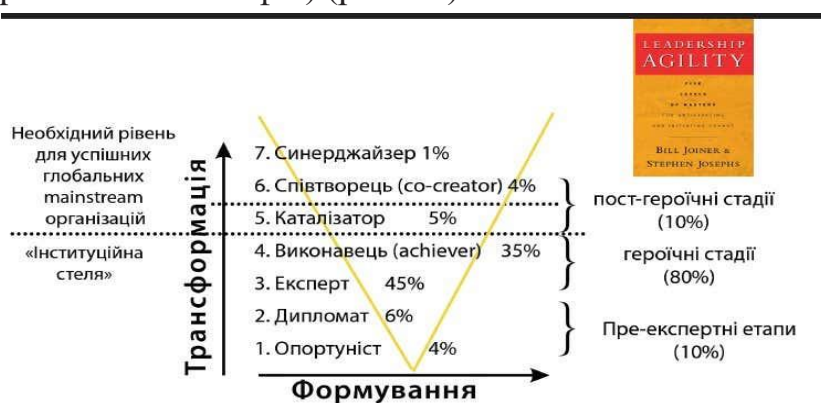 LEADERSHIP
AGILITY
BILL JOINER &
STEPHEN JOSEPHS
Необхідний рівень
для успішних
глобальних
mainstream
організацій
«Інституційна
стеля»
Трансформація
7. Синерджайзер 1%
6. Співтворець (co-creator) 4%
5. Каталізатор 5%
4. Виконавець (achiever) 35%
3. Експерт 45%
2. Дипломат 6%
1. Опортуніст 4%
Формування
пост-героїчні стадії
(10%)
героїчні стадії
(80%)
Пре-експертні етапи
(10%)